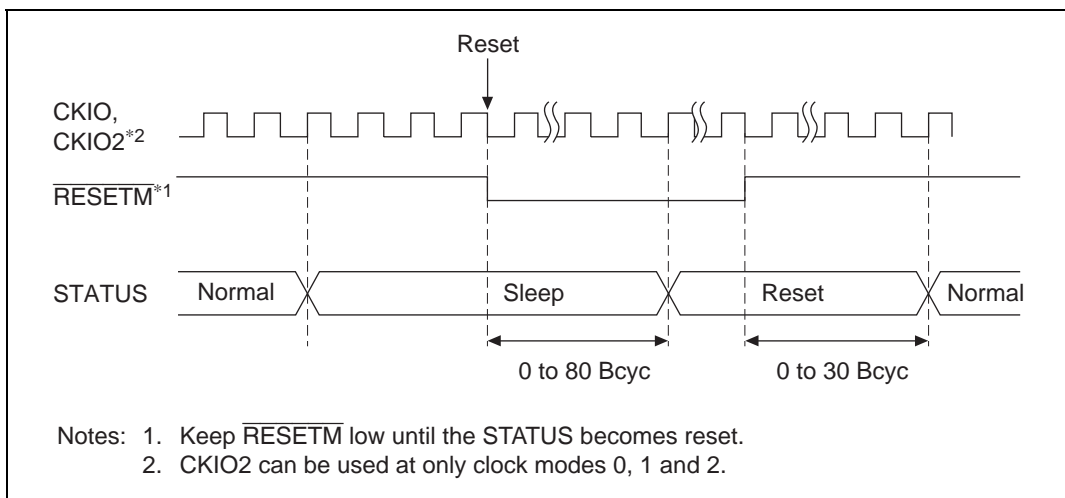 Reset
CKIO,
CKIO2*2
RESETM*1
STATUS Normal Sleep Reset Normal
0 to 80 Bcyc 0 to 30 Bcyc
Notes: 1. Keep RESETM low until the STATUS becomes reset.
2. CKIO2 can be used at only clock modes 0, 1 and 2.